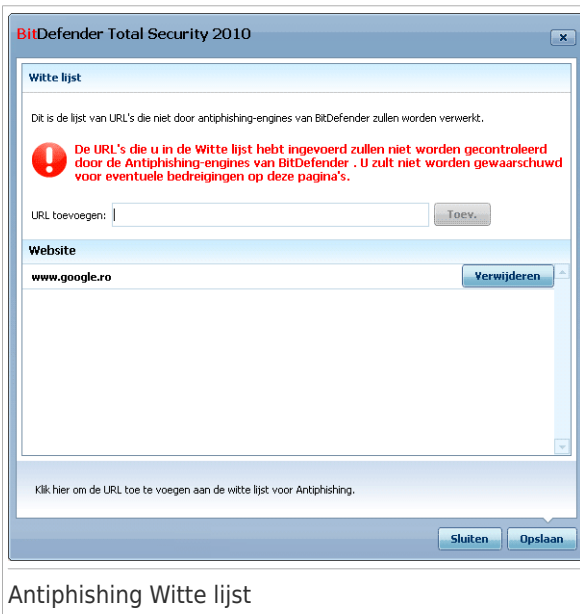 BitDefender Total Security 2010
x
Witte lijst
Dit is de lijst van URL's die niet door antiphishing-engines van BitDefender zullen worden verwerkt.
De URL's die u in de Witte lijst hebt ingevoerd zullen niet worden gecontroleerd
door de Antiphishing-engines van BitDefender . U zult niet worden gewaarschuwd
voor eventuele bedreigingen op deze pagina's.
URL toevoegen:
Toev.
Website
www.google.ro
Verwijderen
Klik hier om de URL toe te voegen aan de witte lijst voor Antiphishing.
Sluiten
Opslaan
Antiphishing Witte lijst